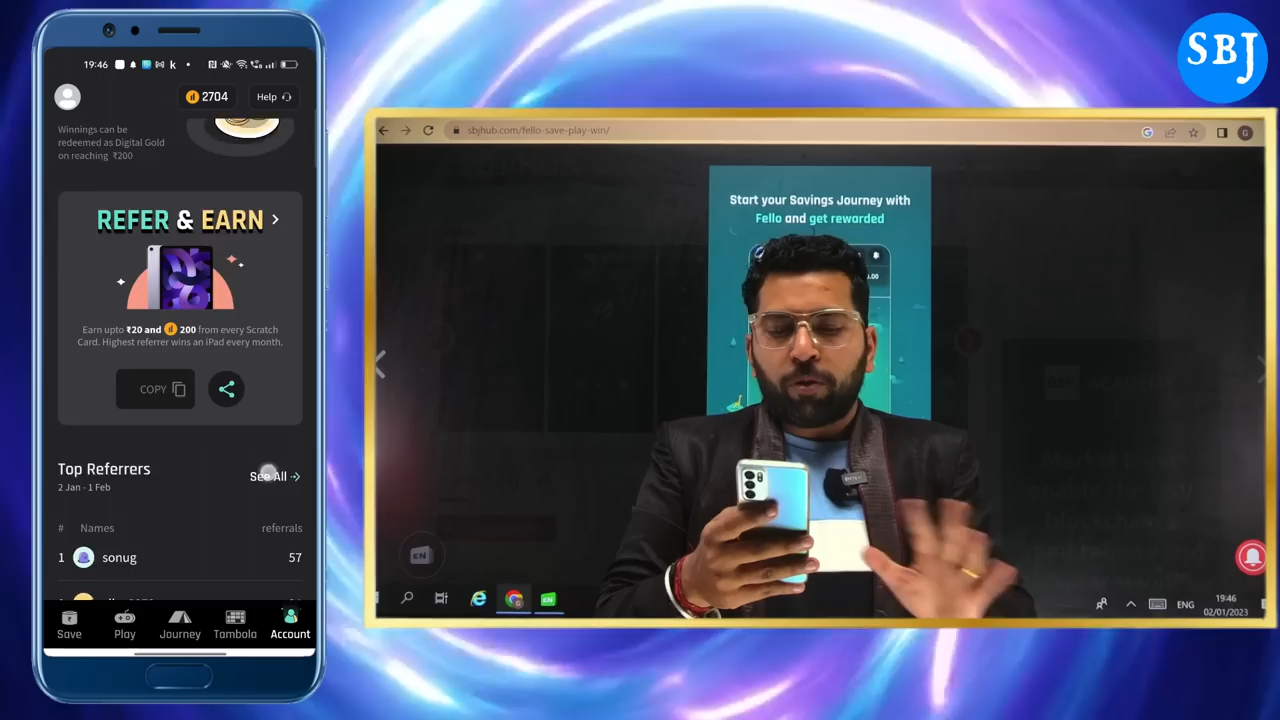 19:46
k
2704
Help
Winnings can be
redeemed as Digital Gold
on reaching ₹200
REFER & EARN
Earn upto ₹20 and 200 from every Scratch
Card. Highest referrer wins an iPad every month.
COPY
Top Referrers
See All
2 Jan - 1 Feb
# Names referrals
1 sonug 57
Save
Play
Journey
Tambola
Account
SBJ
sbjhub.com/fello-save-play-win/
G
Start your Savings Journey with
Fello and get rewarded
EN
ENG
19:46
02/01/2023